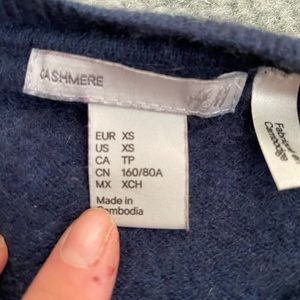 CASHMERE H&M
EUR XS
US XS
CA TP
CN 160/80A
MX XCH
Made in
Cambodia
Cambodge